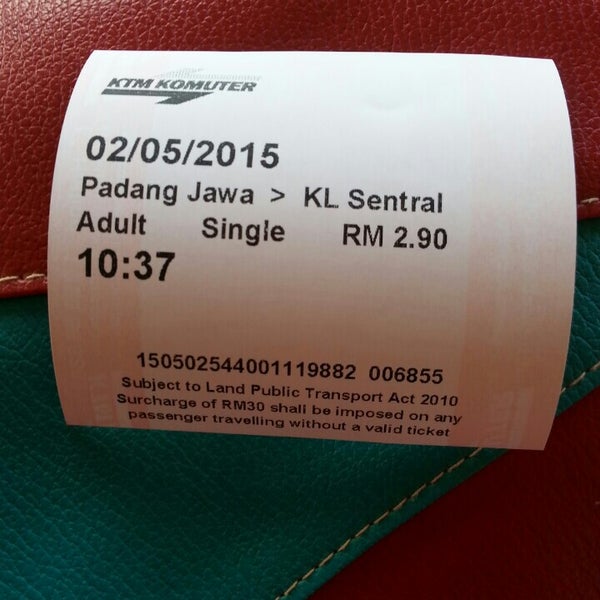 KTM KOMUTER
02/05/2015
Padang Jawa > KL Sentral
Adult Single RM 2.90
10:37
150502544001119882 006855
Subject to Land Public Transport Act 2010
Surcharge of RM30 shall be imposed on any
passenger travelling without a valid ticket